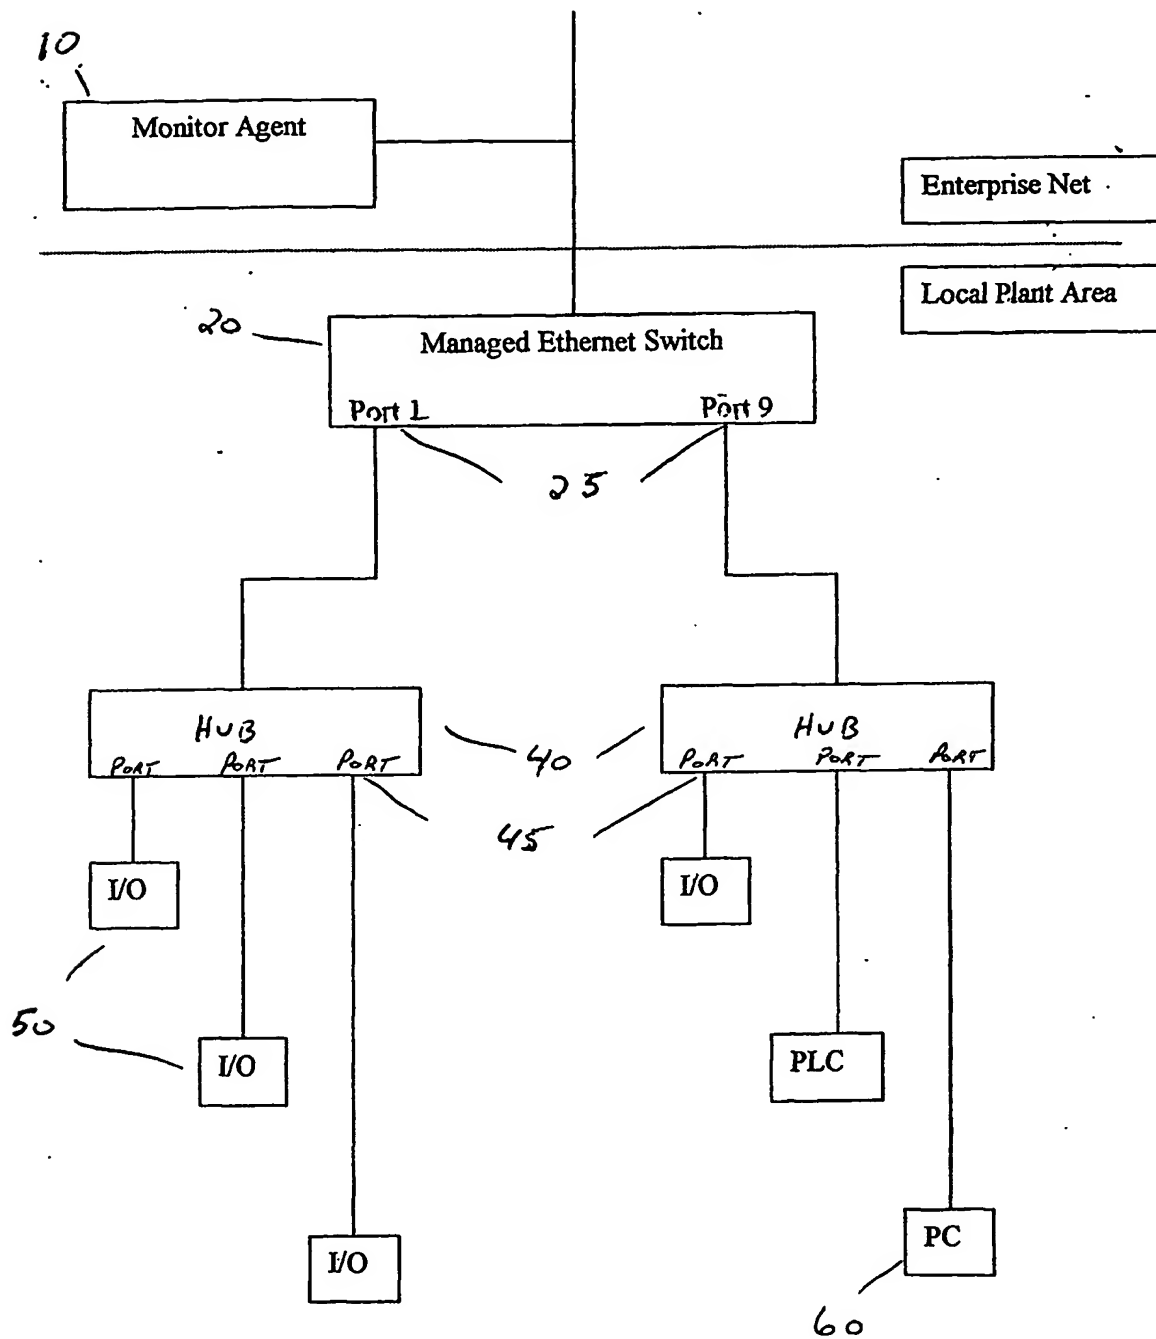 10
Monitor Agent
Enterprise Net
Local Plant Area
20
Managed Ethernet Switch
Port 1 Port 9
25
HUB HUB
PORT PORT PORT PORT PORT PORT
40
45
I/O I/O
50
I/O PLC
I/O PC
60